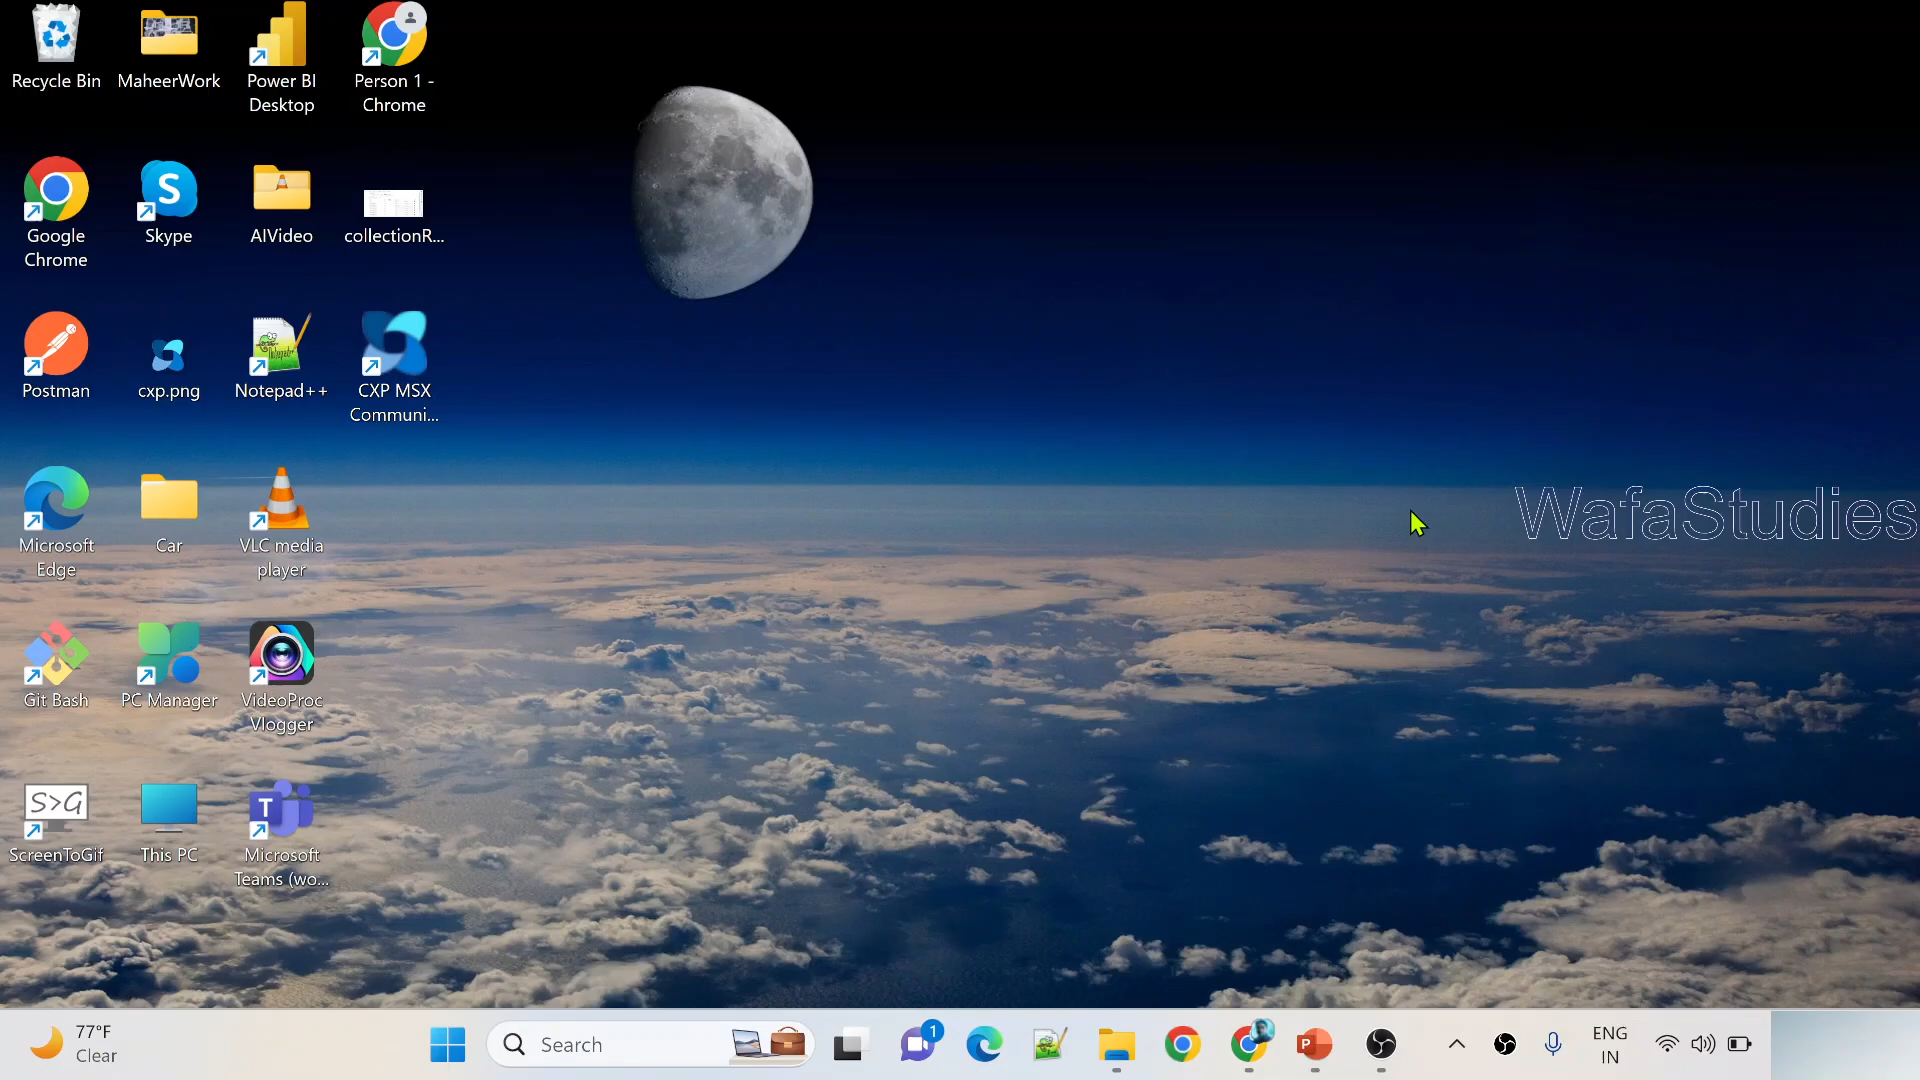 Recycle Bin
MaheerWork
Power BI
Desktop
Person 1 -
Chrome
Google
Chrome
Skype
AIVideo
collectionR...
Postman
cxp.png
Notepad++
CXP MSX
Communi...
Microsoft
Edge
Car
VLC media
player
Git Bash
PC Manager
VideoProc
Vlogger
S>G
ScreenToGif
This PC
Microsoft
Teams (wo...
WafaStudies
77°F
Clear
Search
1
ENG
IN